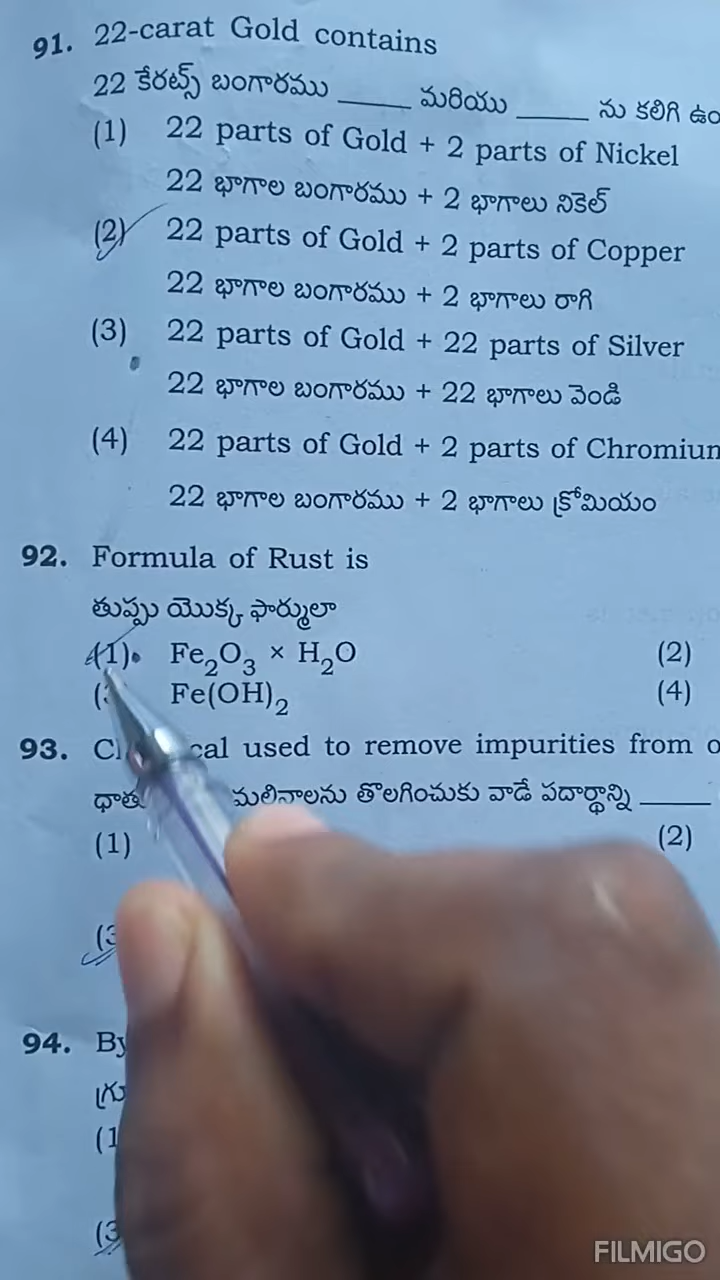 91. 22-carat Gold contains
22 కేరట్స్ బంగారము _____ మరియు _____ ను కలిగి
(1) 22 parts of Gold + 2 parts of Nickel
22 భాగాల బంగారము + 2 భాగాలు నికెల్
(2) 22 parts of Gold + 2 parts of Copper
22 భాగాల బంగారము + 2 భాగాలు రాగి
(3) 22 parts of Gold + 22 parts of Silver
22 భాగాల బంగారము + 22 భాగాలు వెండి
(4) 22 parts of Gold + 2 parts of
22 భాగాల బంగారము + 2 భాగాలు క్రోమియం
92. Formula of Rust is
తుప్పు యొక్క ఫార్ములా
(1) Fe₂O₃ × H₂O (2)
Fe(OH)₂ (4)
93. used to remove impurities from
మలినాలను తొలగించుకు వాడే పదార్థాన్ని _____
(1) (2)
94.
FILMIGO